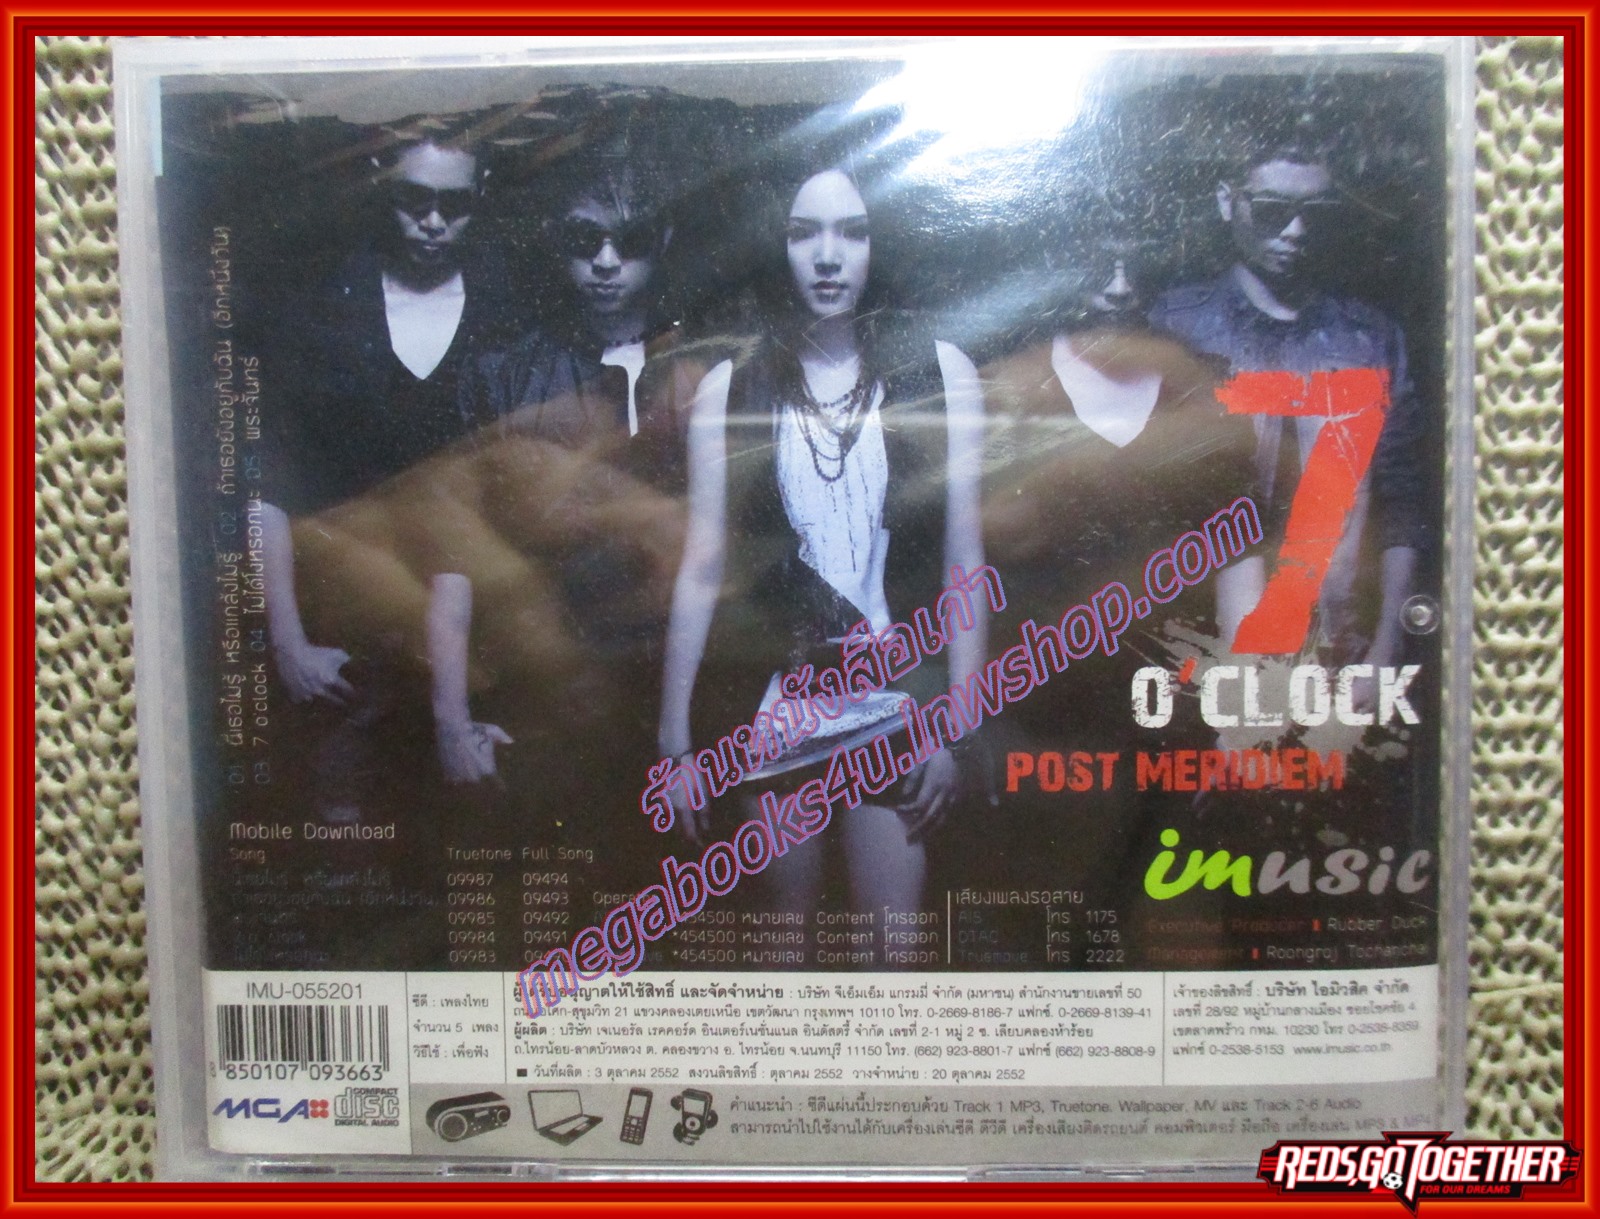 01 นี่เธอไม่รู้ หรือแกล้งไม่รู้ 02 ถ้าเธอยังอยู่กับฉัน (อีกหนึ่งวัน)
03 7 o'clock 04 ไม่ได้ไงหรอกนะ 05 พระจันทร์
7
O'CLOCK
POST MERIDIEM
imusic
Executive Producer Rubber Duck
Management Roongroj
Mobile Download
Song Truetone Full Song
09987 09494
09986 09493
09985 09492 *454500 หมายเลข Content โทรออก
09984 09491 *454500 หมายเลข Content โทรออก
09983 *454500 หมายเลข Content โทรออก
เสียงเพลงรอสาย
AIS โทร 1175
DTAC โทร 1678
Truemove โทร 2222
IMU-055201
8 850107 093663
ซีดี : เพลงไทย
จำนวน 5 เพลง
วิธีใช้ : เพื่อฟัง
ผู้ได้รับอนุญาตให้ใช้สิทธิ์ และจัดจำหน่าย : บริษัท จีเอ็มเอ็ม แกรมมี่ จำกัด (มหาชน) สำนักงานขายเลขที่ 50
ถนนอโศก-สุขุมวิท 21 แขวงคลองเตยเหนือ เขตวัฒนา กรุงเทพฯ 10110 โทร. 0-2669-8186-7 แฟกซ์. 0-2669-8139-41
ผู้ผลิต : บริษัท เจเนอรัล เรคคอร์ด อินเตอร์เนชั่นแนล อินดัสตรี้ จำกัด เลขที่ 2-1 หมู่ 2 ซ. เลียบคลองห้าร้อย
ถ.ไทรน้อย-ลาดบัวหลวง ต. คลองขวาง อ. ไทรน้อย จ.นนทบุรี 11150 โทร. (662) 923-8801-7 แฟกซ์ (662) 923-8808-9
วันที่ผลิต : 3 ตุลาคม 2552 สงวนลิขสิทธิ์ : ตุลาคม 2552 วางจำหน่าย : 20 ตุลาคม 2552
เจ้าของลิขสิทธิ์ : บริษัท ไอมิวสิค จำกัด
เลขที่ 28/92 หมู่บ้านกลางเมือง ซอยโชคชัย 4
เขตลาดพร้าว กทม. 10230 โทร 0-2538-8359
แฟกซ์ 0-2538-5153 www.imusic.co.th
MGA COMPACT disc DIGITAL AUDIO
คำแนะนำ : ซีดีแผ่นนี้ประกอบด้วย Track 1 MP3, Truetone, Wallpaper, MV และ Track 2-6 Audio
สามารถนำไปใช้งานได้กับเครื่องเล่นซีดี ดีวีดี เครื่องเสียงติดรถยนต์ คอมพิวเตอร์ มือถือ เครื่องเล่น MP3 & MP4
ร้านหนังสือเก่า
megabooks4u.lnwshop.com
REDS,GO TOGETHER
FOR OUR DREAMS